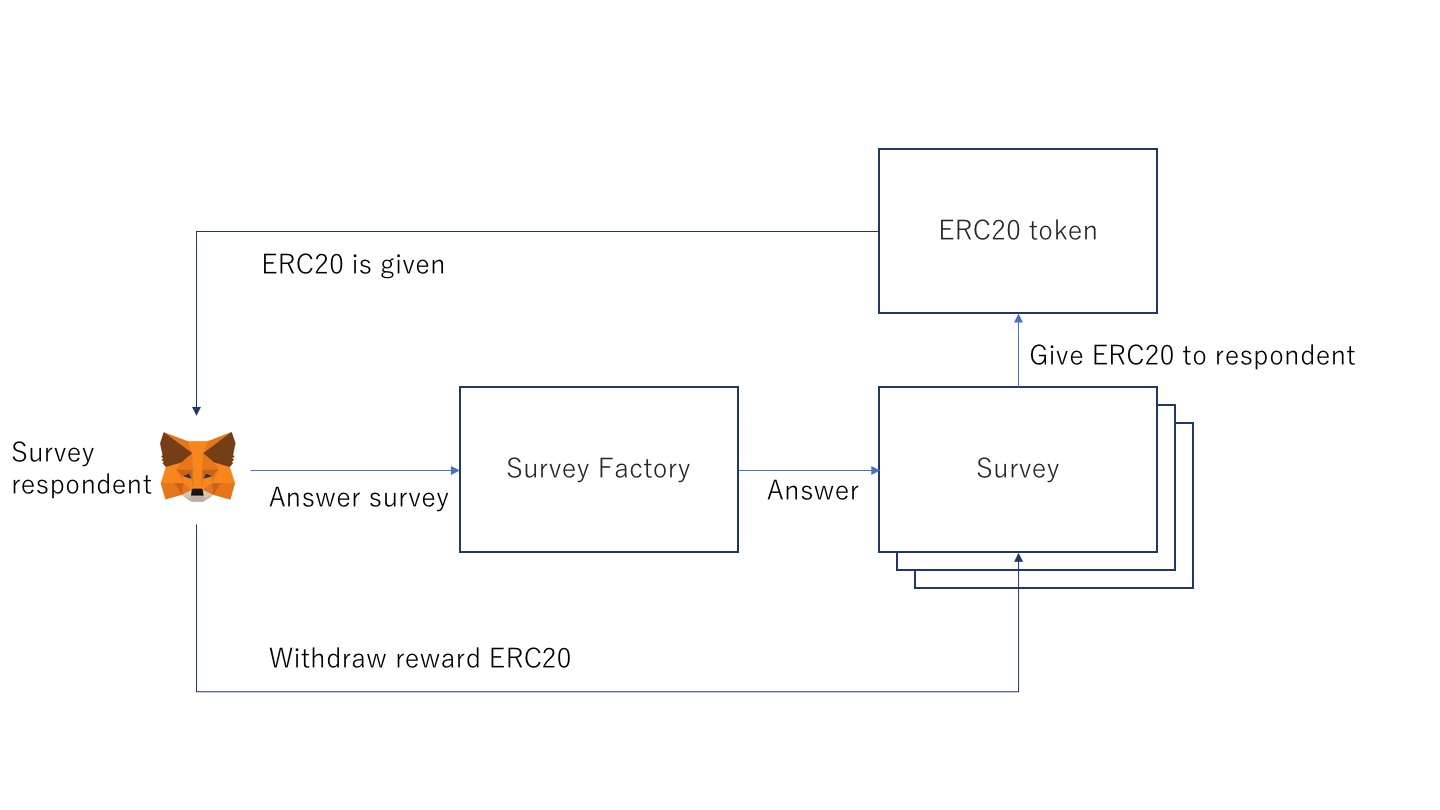 ERC20 token
ERC20 is given
Give ERC20 to respondent
Survey
respondent
Answer survey
Survey Factory
Answer
Survey
Withdraw reward ERC20